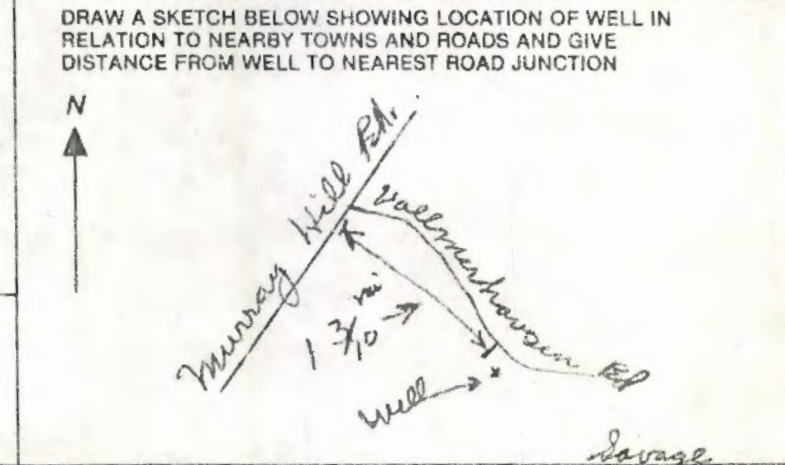 DRAW A SKETCH BELOW SHOWING LOCATION OF WELL IN
RELATION TO NEARBY TOWNS AND ROADS AND GIVE
DISTANCE FROM WELL TO NEAREST ROAD JUNCTION
N
Murray Hill Rd.
Vollmerhausen Rd
1 3/10 mi
Well
Savage